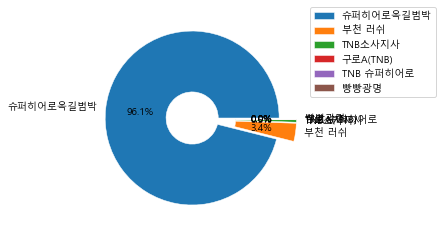 슈퍼히어로옥길범박
부천 러쉬
TNB소사지사
구로A(TNB)
TNB 슈퍼히어로
빵빵광명
슈퍼히어로옥길범박
96.1%
3.4%
부천 러쉬